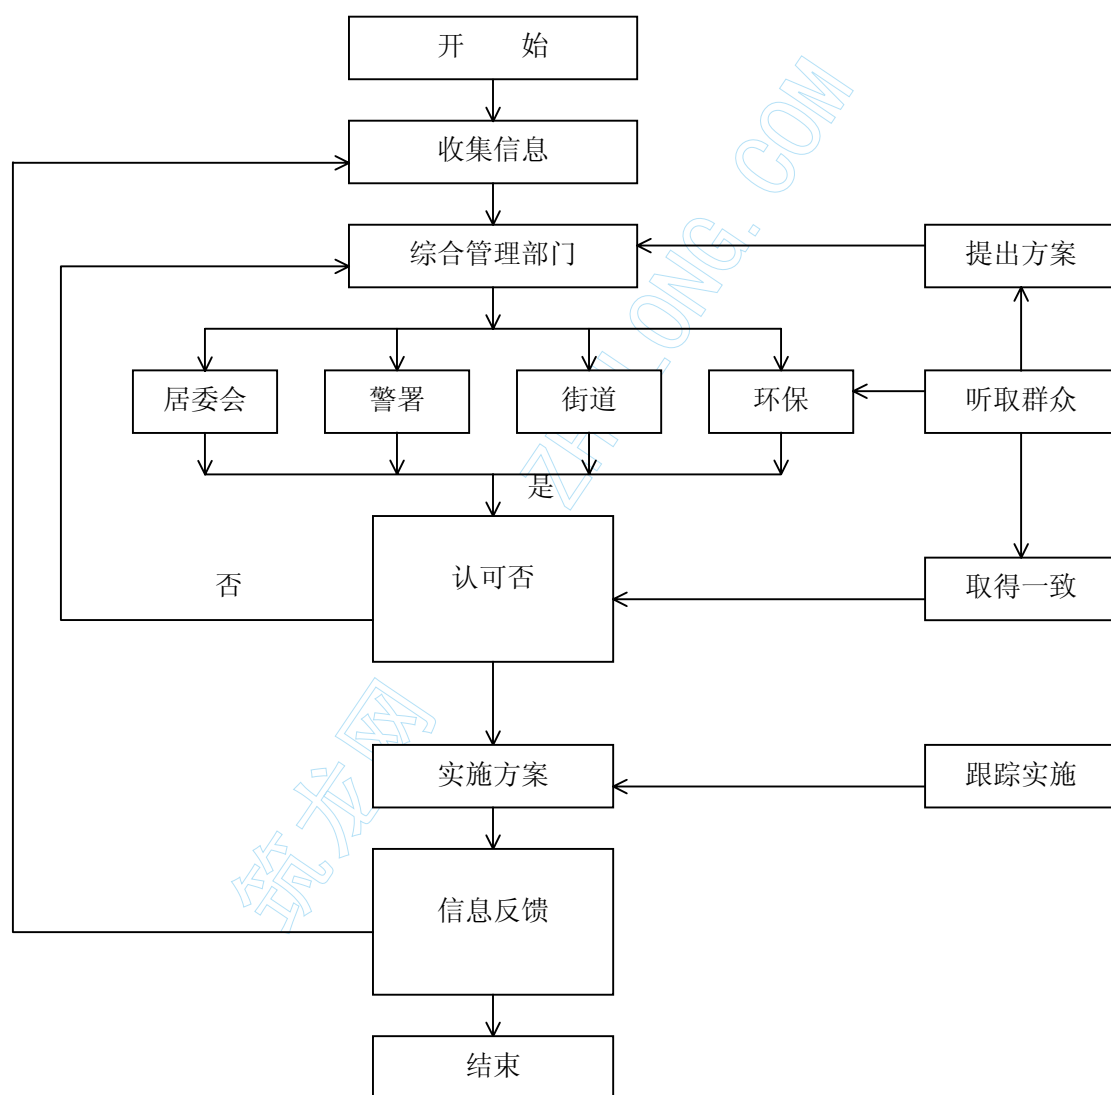 开 始
收集信息
综合管理部门
提出方案
居委会
警署
街道
环保
听取群众
是
认可否
否
取得一致
实施方案
跟踪实施
信息反馈
结束
筑龙网 ZHULONG.COM